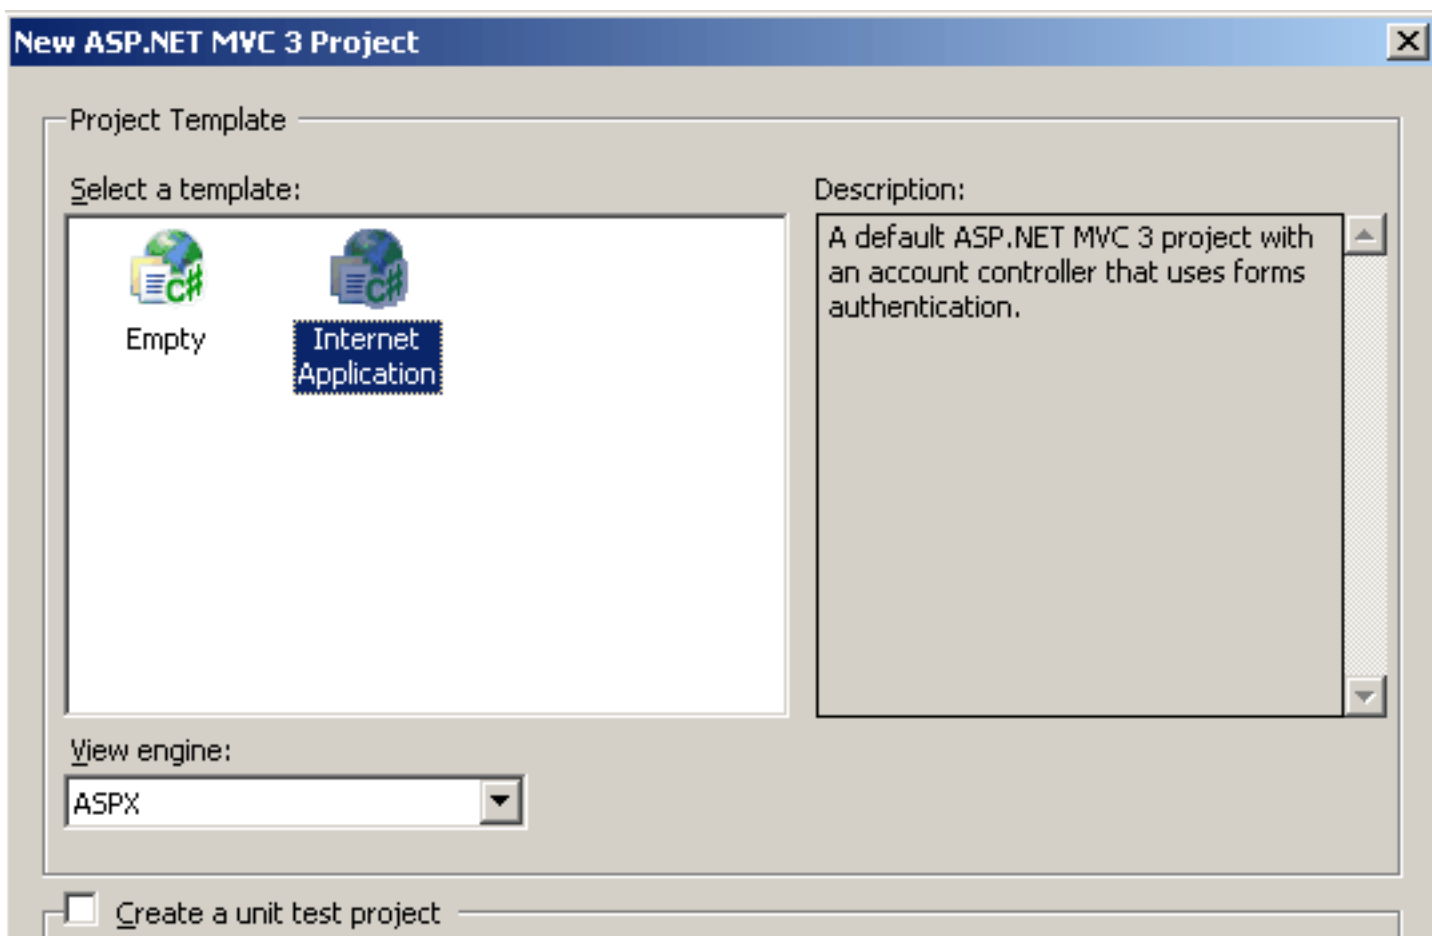 New ASP.NET MVC 3 Project
Project Template
Select a template:
Empty
Internet
Application
Description:
A default ASP.NET MVC 3 project with
an account controller that uses forms
authentication.
View engine:
ASPX
Create a unit test project